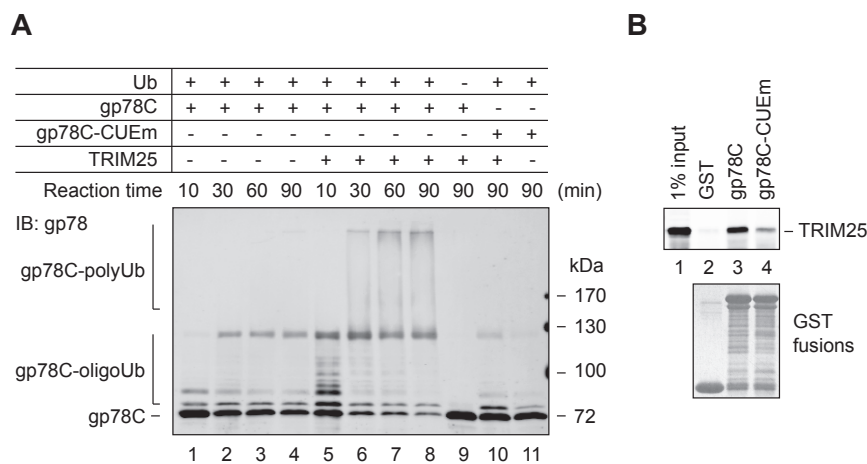 A
Ub + + + + + + + + - + +
gp78C + + + + + + + + + - -
gp78C-CUEm - - - - - - - - - + +
TRIM25 - - - - + + + + + + -
Reaction time 10 30 60 90 10 30 60 90 90 90 90 (min)
IB: gp78
gp78C-polyUb
kDa
– 170
– 130
gp78C-oligoUb
– 100
gp78C – – 72
1 2 3 4 5 6 7 8 9 10 11
B
1% input
GST
gp78C
gp78C-CUEm
– TRIM25
1 2 3 4
GST
fusions